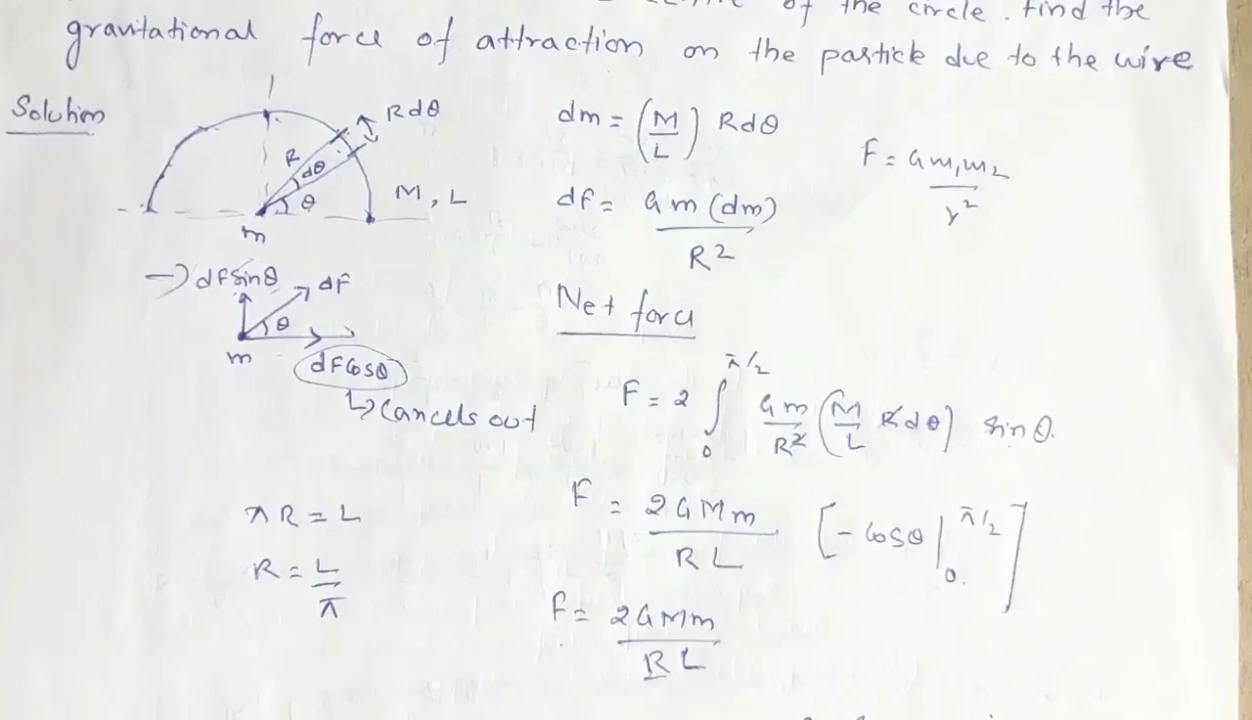 of the circle. Find the
gravitational force of attraction on the particle due to the wire
Solution
Rdθ
R
dθ
θ
M, L
m
dm = (M/L) Rdθ
F = Gm₁m₂/r²
df = Gm(dm)/R²
→ dFsinθ
dF
θ
m
dFcosθ
↳ Cancels out
Net force
F = 2 ∫₀^π/2 Gm/R² (M/L Rdθ) sinθ.
πR = L
R = L/π
F = 2GMm/RL [-cosθ|₀^π/2]
F = 2GMm/RL